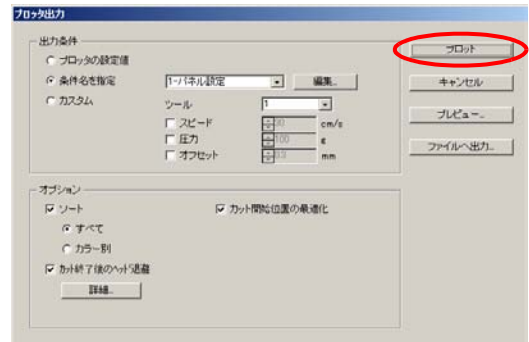 プロッタ出力
出力条件
プロッタの設定値
条件名を指定
1-パネル設定
編集...
カスタム
ツール
1
スピード
30
cm/s
圧力
100
g
オフセット
mm
プロット
キャンセル
プレビュー...
ファイルへ出力...
オプション
ソート
カット開始位置の最適化
すべて
カラー別
カット終了後のヘッド退避
詳細...